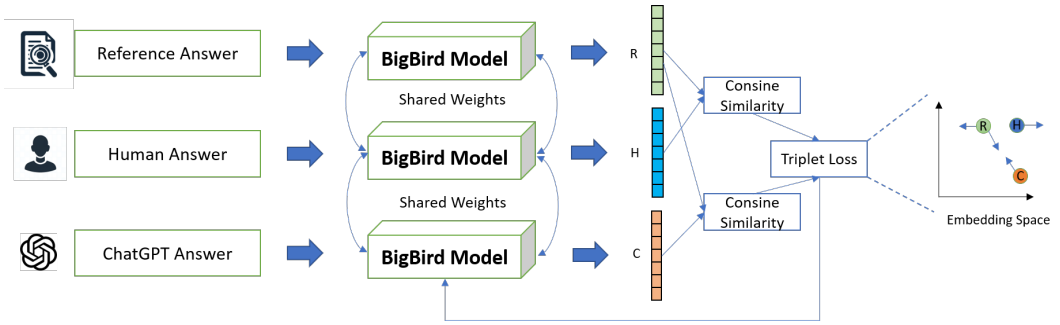 Reference Answer
BigBird Model
R
Consine
Similarity
Shared Weights
Human Answer
BigBird Model
H
Triplet Loss
R
H
C
Embedding Space
Shared Weights
Consine
Similarity
ChatGPT Answer
BigBird Model
C